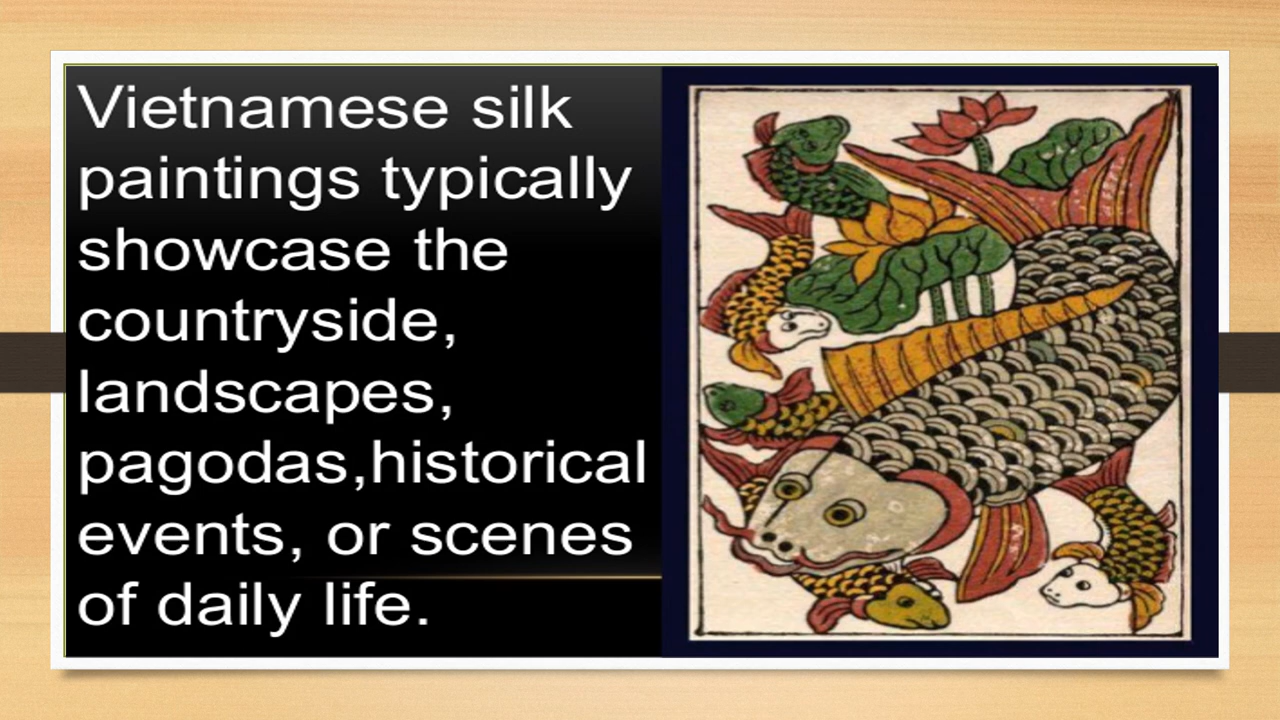 Vietnamese silk
paintings typically
showcase the
countryside,
landscapes,
pagodas,historical
events, or scenes
of daily life.